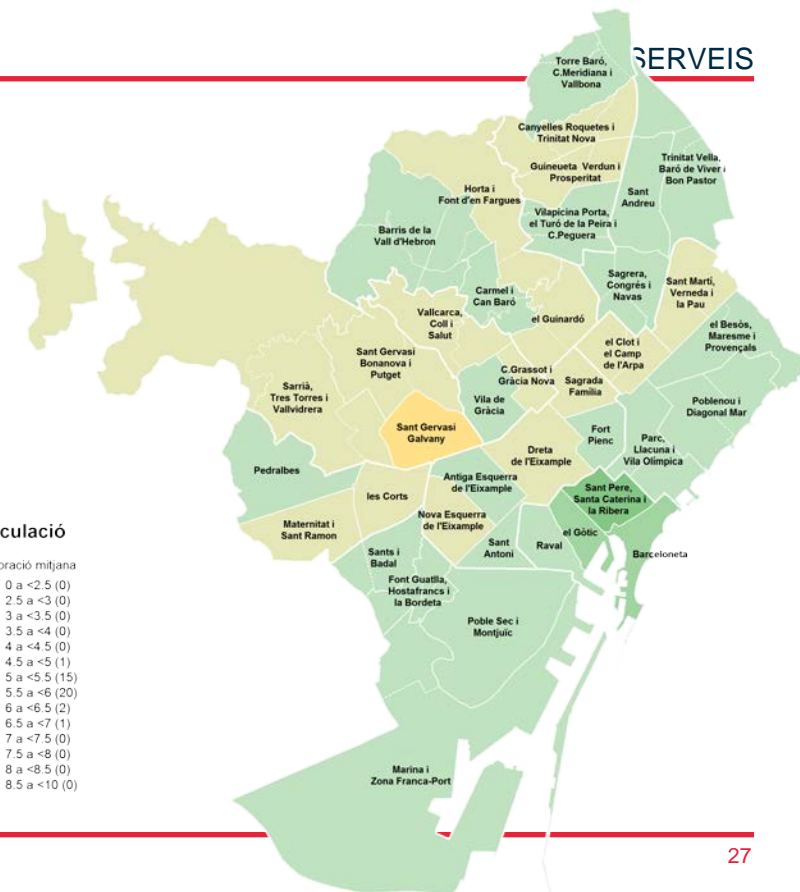 SERVEIS
Torre Baró,
C.Meridiana i
Vallbona
Canyelles Roquetes i
Trinitat Nova
Guineueta Verdun i
Prosperitat
Trinitat Vella,
Baró de Viver i
Bon Pastor
Sant
Andreu
Horta i
Font d'en Fargues
Vilapicina Porta,
el Turó de la Peira i
C.Peguera
Barris de la
Vall d'Hebron
Sagrera,
Congrés i
Navas
Sant Martí,
Verneda i
la Pau
Carmel i
Can Baró
el Guinardó
Vallcarca,
Coll i
Salut
el Besòs,
Maresme i
Provençals
el Clot i
el Camp
de l'Arpa
Sant Gervasi
Bonanova i
Putget
C.Grassot i
Gràcia Nova
Sagrada
Família
Sarrià,
Tres Torres i
Vallvidrera
Vila de
Gràcia
Poblenou i
Diagonal Mar
Sant Gervasi
Galvany
Fort
Pienc
Parc,
Llacuna i
Vila Olímpica
Dreta
de l'Eixample
Pedralbes
Antiga Esquerra
de l'Eixample
Sant Pere,
Santa Caterina i
la Ribera
les Corts
Nova Esquerra
de l'Eixample
Maternitat i
Sant Ramon
el Gòtic
Sant
Antoni
Raval
Barceloneta
Sants i
Badal
Font Guatlla,
Hostafrancs i
la Bordeta
Poble Sec i
Montjuïc
Marina i
Zona Franca-Port
culació
oració mitjana
0 a <2.5 (0)
2.5 a <3 (0)
3 a <3.5 (0)
3.5 a <4 (0)
4 a <4.5 (0)
4.5 a <5 (1)
5 a <5.5 (15)
5.5 a <6 (20)
6 a <6.5 (2)
6.5 a <7 (1)
7 a <7.5 (0)
7.5 a <8 (0)
8 a <8.5 (0)
8.5 a <10 (0)
27